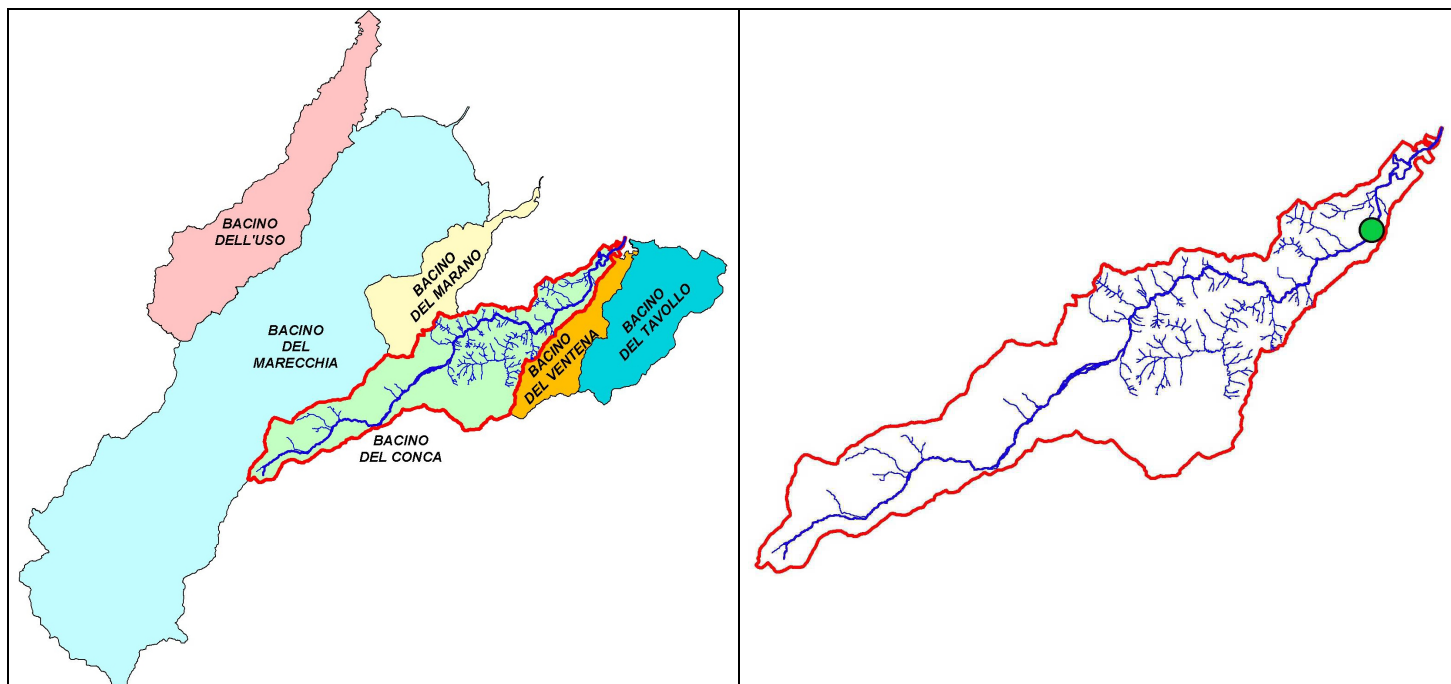 BACINO
DELL'USO
BACINO
DEL MARANO
BACINO
DEL
MARECCHIA
BACINO
DEL VENTENA
BACINO
DEL TAVOLLO
BACINO
DEL CONCA